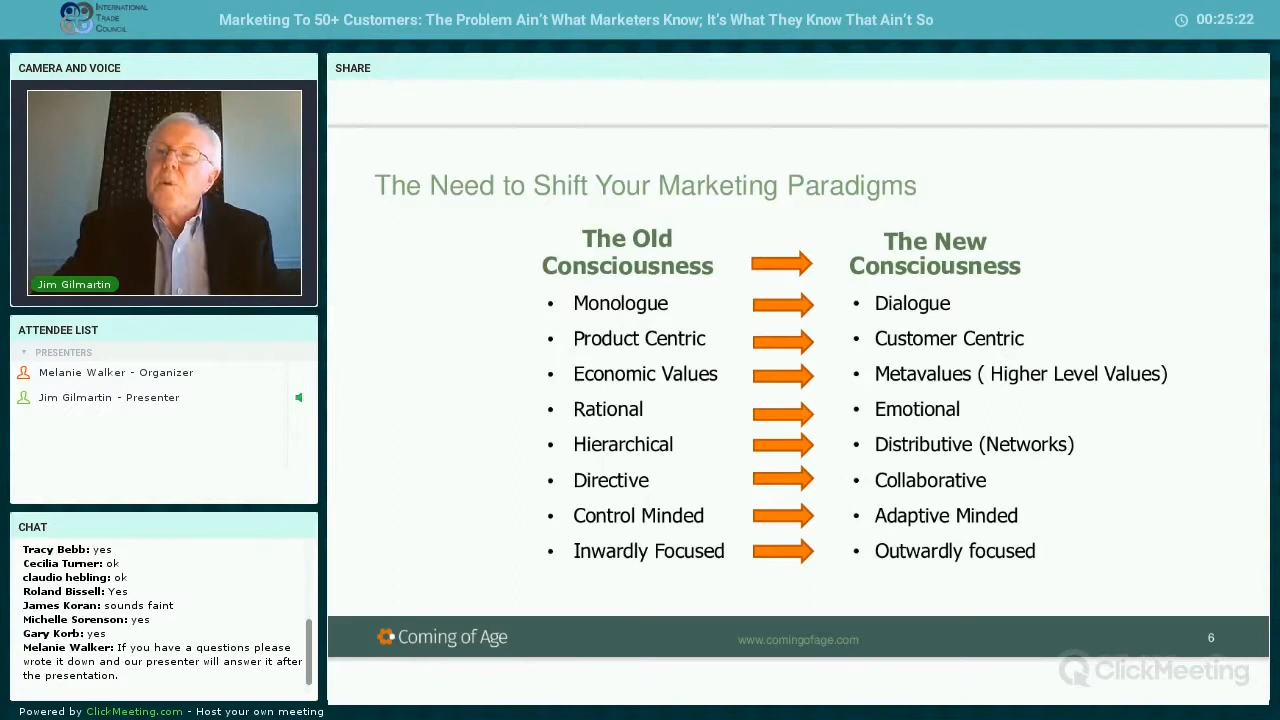 INTERNATIONAL
TRADE
COUNCIL
Marketing To 50+ Customers: The Problem Ain't What Marketers Know; It's What They Know That Ain't So
00:25:22
CAMERA AND VOICE
Jim Gilmartin
ATTENDEE LIST
PRESENTERS
Melanie Walker - Organizer
Jim Gilmartin - Presenter
CHAT
Tracy Bebb: yes
Cecilia Turner: ok
claudio hebling: ok
Roland Bissell: Yes
James Koran: sounds faint
Michelle Sorenson: yes
Gary Korb: yes
Melanie Walker: If you have a questions please
wrote it down and our presenter will answer it after
the presentation.
SHARE
The Need to Shift Your Marketing Paradigms
The Old
Consciousness
The New
Consciousness
• Monologue
• Dialogue
• Product Centric
• Customer Centric
• Economic Values
• Metavalues ( Higher Level Values)
• Rational
• Emotional
• Hierarchical
• Distributive (Networks)
• Directive
• Collaborative
• Control Minded
• Adaptive Minded
• Inwardly Focused
• Outwardly focused
Coming of Age
www.comingofage.com
6
ClickMeeting
Powered by ClickMeeting.com - Host your own meeting